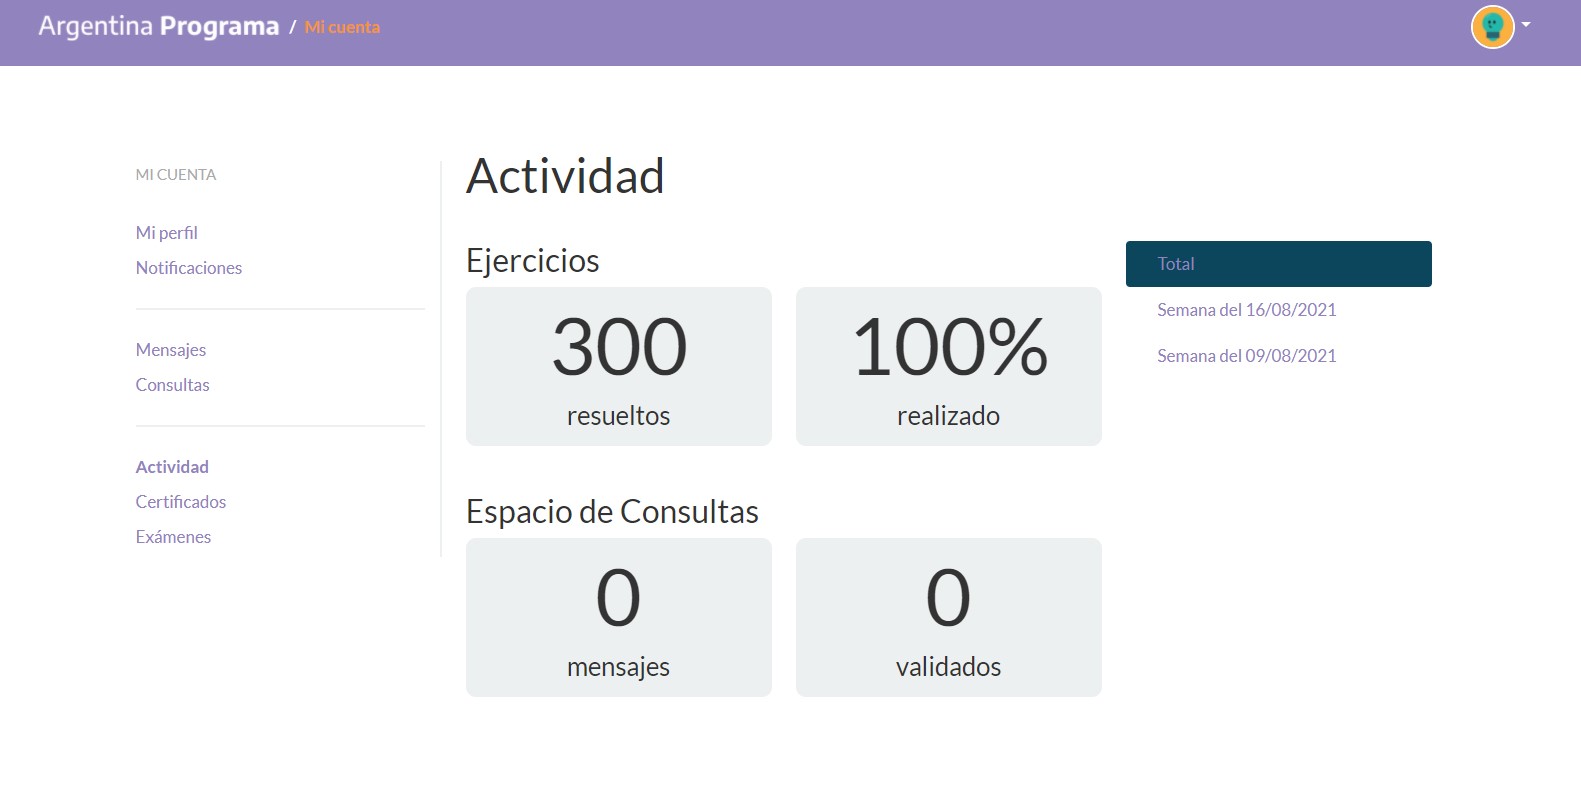 Argentina Programa / Mi cuenta
MI CUENTA
Mi perfil
Notificaciones
Mensajes
Consultas
Actividad
Certificados
Exámenes
Actividad
Ejercicios
300
resueltos
100%
realizado
Espacio de Consultas
0
mensajes
0
validados
Total
Semana del 16/08/2021
Semana del 09/08/2021